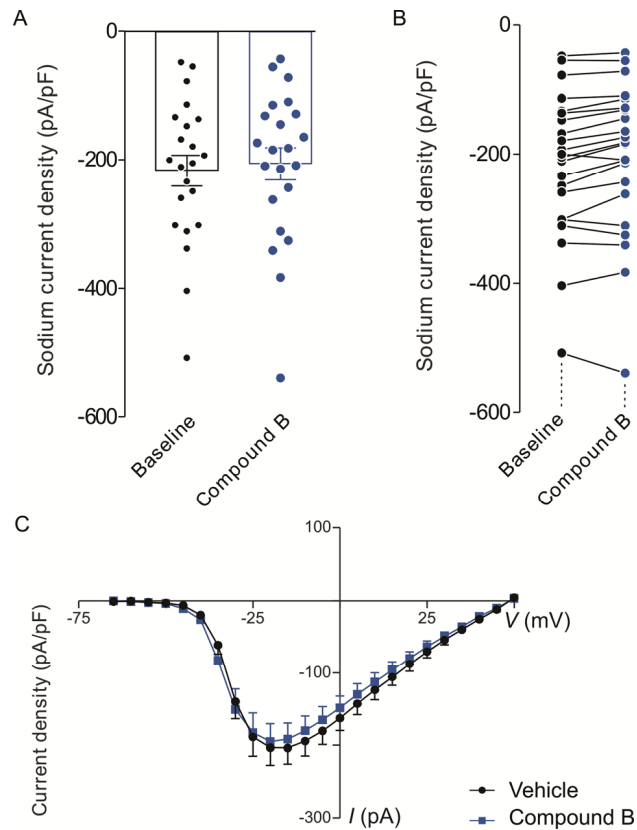 A
Sodium current density (pA/pF)
0
-200
-400
-600
Baseline
Compound B
B
Sodium current density (pA/pF)
0
-200
-400
-600
Baseline
Compound B
C
Current density (pA/pF)
100
-75
-25
25
V (mV)
-100
-300
I (pA)
Vehicle
Compound B